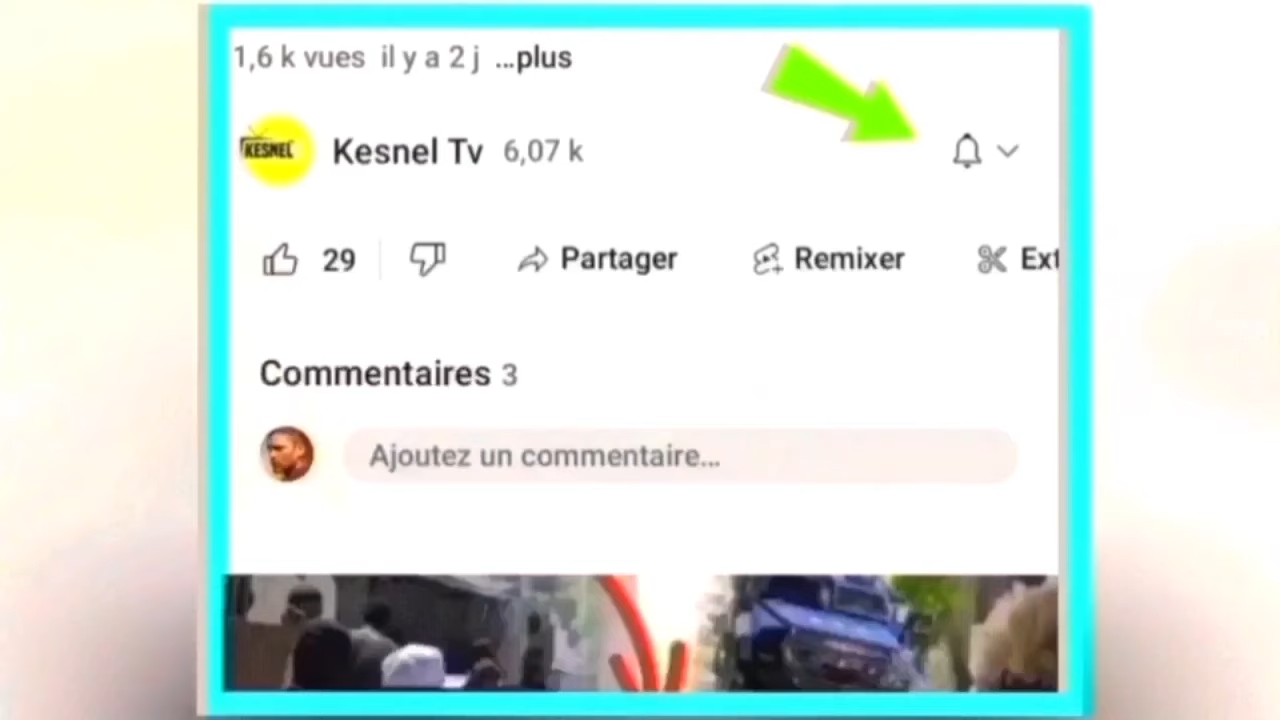 1,6 k vues il y a 2 j ...plus
KESNEL
Kesnel Tv 6,07 k
29 Partager Remixer Ext
Commentaires 3
Ajoutez un commentaire...